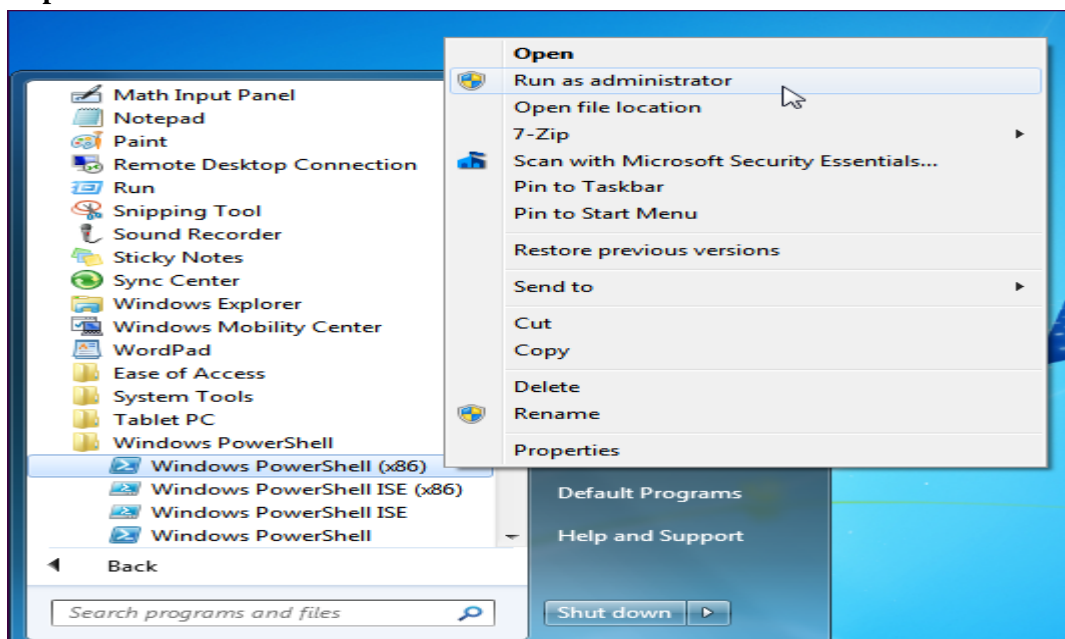 Open
Run as administrator
Open file location
7-Zip
Scan with Microsoft Security Essentials...
Pin to Taskbar
Pin to Start Menu
Restore previous versions
Send to
Cut
Copy
Delete
Rename
Properties
Math Input Panel
Notepad
Paint
Remote Desktop Connection
Run
Snipping Tool
Sound Recorder
Sticky Notes
Sync Center
Windows Explorer
Windows Mobility Center
WordPad
Ease of Access
System Tools
Tablet PC
Windows PowerShell
Windows PowerShell (x86)
Windows PowerShell ISE (x86)
Windows PowerShell ISE
Windows PowerShell
Back
Search programs and files
Default Programs
Help and Support
Shut down